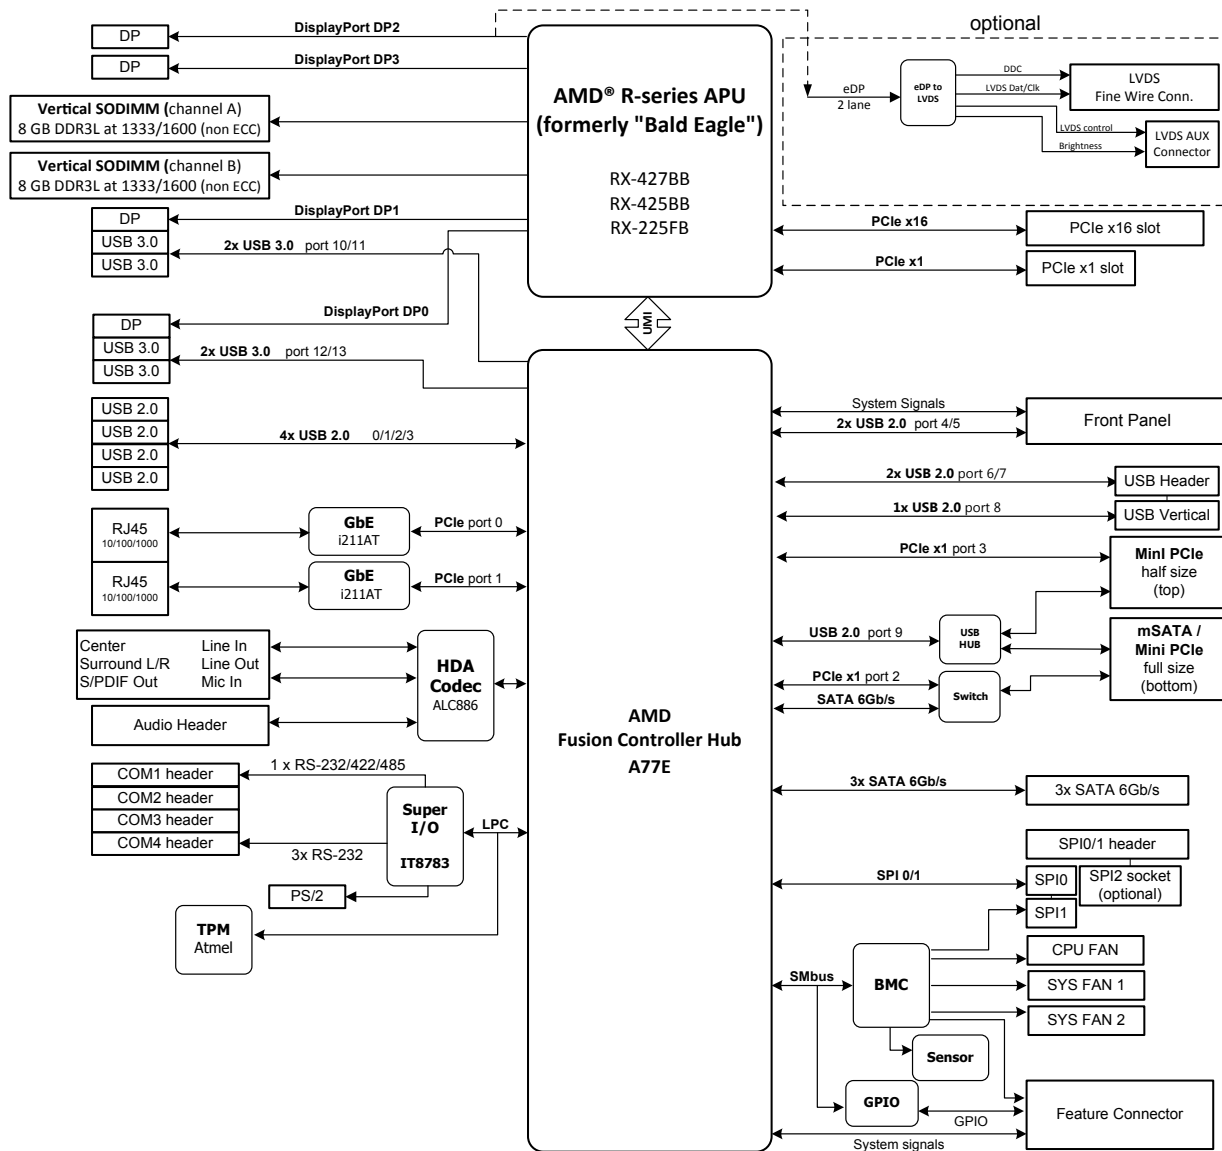 optional
DP
DisplayPort DP2
DP
DisplayPort DP3
Vertical SODIMM (channel A)
8 GB DDR3L at 1333/1600 (non ECC)
Vertical SODIMM (channel B)
8 GB DDR3L at 1333/1600 (non ECC)
AMD® R-series APU
(formerly "Bald Eagle")
RX-427BB
RX-425BB
RX-225FB
eDP
2 lane
eDP to
LVDS
DDC
LVDS Dat/Clk
LVDS control
Brightness
LVDS
Fine Wire Conn.
LVDS AUX
Connector
DP
USB 3.0
USB 3.0
DisplayPort DP1
2x USB 3.0 port 10/11
PCIe x16
PCIe x16 slot
PCIe x1
PCIe x1 slot
DisplayPort DP0
DP
USB 3.0
USB 3.0
2x USB 3.0 port 12/13
UMI
USB 2.0
USB 2.0
USB 2.0
USB 2.0
4x USB 2.0 0/1/2/3
System Signals
2x USB 2.0 port 4/5
Front Panel
2x USB 2.0 port 6/7
USB Header
1x USB 2.0 port 8
USB Vertical
RJ45
10/100/1000
GbE
i211AT
PCIe port 0
RJ45
10/100/1000
GbE
i211AT
PCIe port 1
PCIe x1 port 3
MinI PCIe
half size
(top)
USB 2.0 port 9
USB
HUB
mSATA /
Mini PCIe
full size
(bottom)
PCIe x1 port 2
SATA 6Gb/s
Switch
Center Line In
Surround L/R Line Out
S/PDIF Out Mic In
Audio Header
HDA
Codec
ALC886
AMD
Fusion Controller Hub
A77E
COM1 header
COM2 header
COM3 header
COM4 header
1 x RS-232/422/485
3x RS-232
Super
I/O
IT8783
LPC
PS/2
TPM
Atmel
3x SATA 6Gb/s
3x SATA 6Gb/s
SPI0/1 header
SPI 0/1
SPI0
SPI1
SPI2 socket
(optional)
SMbus
BMC
CPU FAN
SYS FAN 1
SYS FAN 2
Sensor
GPIO
GPIO
System signals
Feature Connector